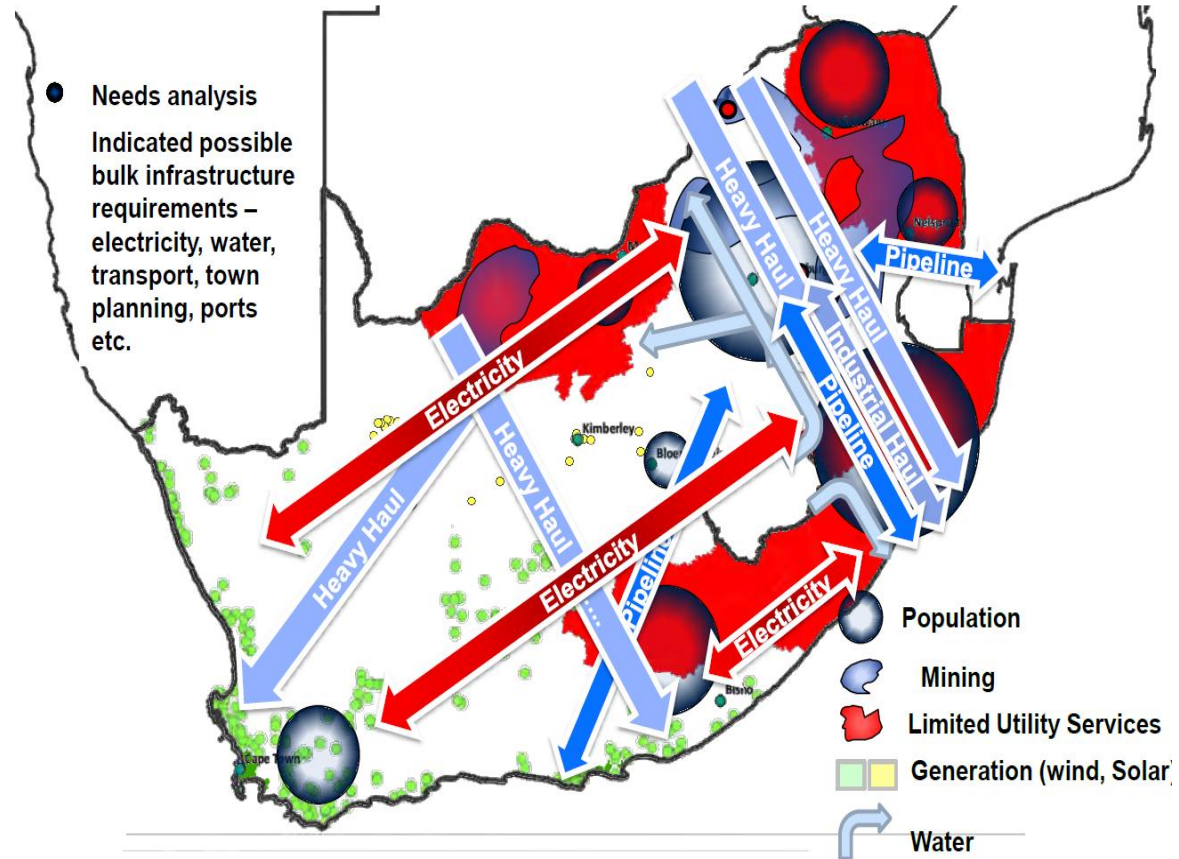 Needs analysis
Indicated possible
bulk infrastructure
requirements –
electricity, water,
transport, town
planning, ports
etc.
Heavy Haul
Heavy Haul
Pipeline
Industrial Haul
Pipeline
Electricity
Heavy Haul
Heavy Haul
....
Kimberley
Electricity
Pipeline
Electricity
Bisho
Cape Town
Population
Mining
Limited Utility Services
Generation (wind, Solar)
Water